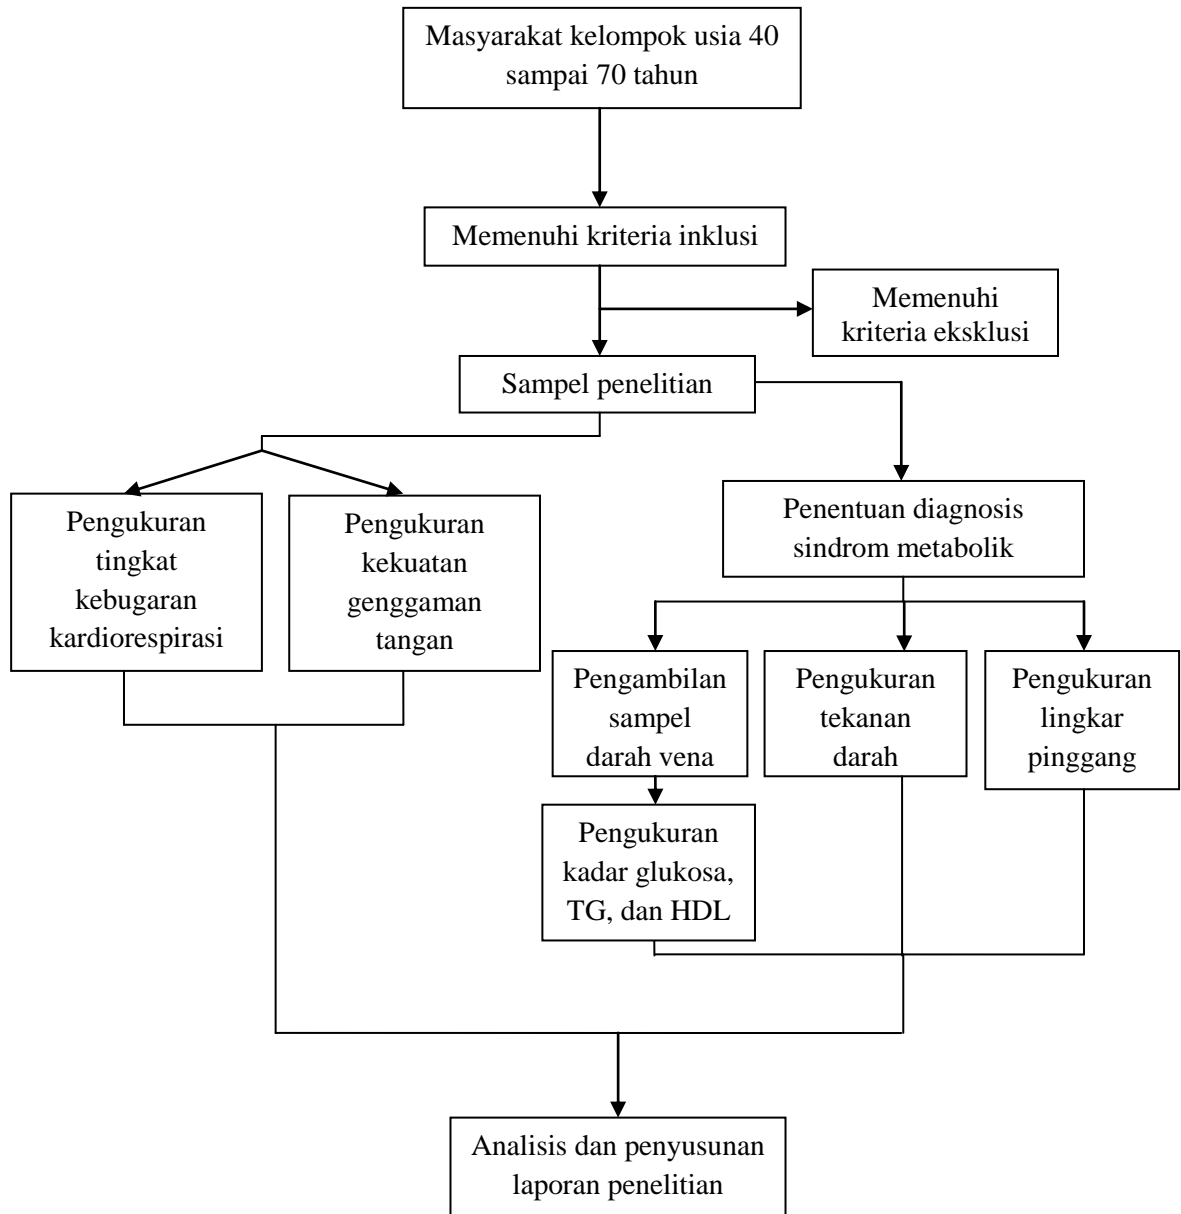 Masyarakat kelompok usia 40
sampai 70 tahun
Memenuhi kriteria inklusi
Memenuhi
kriteria eksklusi
Sampel penelitian
Pengukuran
tingkat
kebugaran
kardiorespirasi
Pengukuran
kekuatan
genggaman
tangan
Penentuan diagnosis
sindrom metabolik
Pengambilan
sampel
darah vena
Pengukuran
tekanan
darah
Pengukuran
lingkar
pinggang
Pengukuran
kadar glukosa,
TG, dan HDL
Analisis dan penyusunan
laporan penelitian